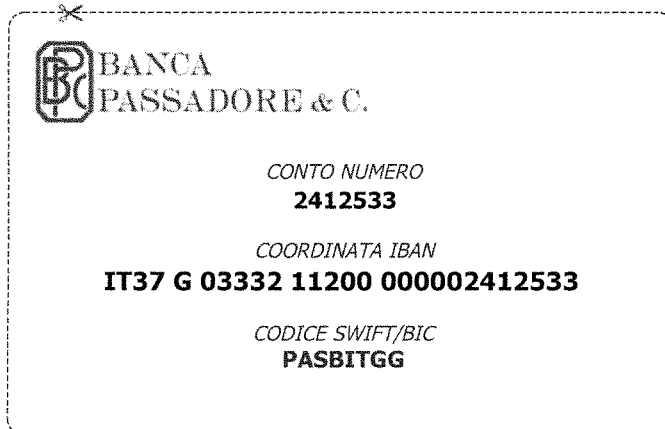 BANCA
PASSADORE & C.
CONTO NUMERO
2412533
COORDINATA IBAN
IT37 G 03332 11200 000002412533
CODICE SWIFT/BIC
PASBITGG